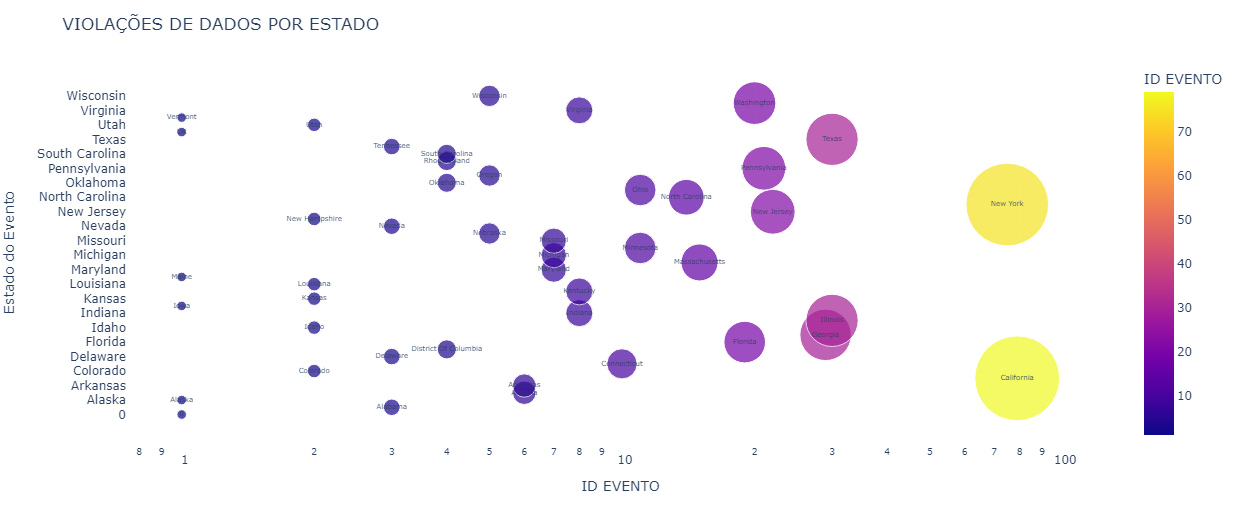 VIOLAÇÕES DE DADOS POR ESTADO
ID EVENTO
Estado do Evento
Wisconsin
Virginia
Utah
Texas
South Carolina
Pennsylvania
Oklahoma
North Carolina
New Jersey
Nevada
Missouri
Michigan
Maryland
Louisiana
Kansas
Indiana
Idaho
Florida
Delaware
Colorado
Arkansas
Alaska
0
Wisconsin
Washington
Virginia
Vermont
Utah
Texas
Tennessee
South Carolina
Rhode Island
Pennsylvania
Oregon
Oklahoma
Ohio
North Carolina
New York
New Jersey
New Hampshire
Nevada
Nebraska
Missouri
Minnesota
Michigan
Massachusetts
Maryland
Maine
Louisiana
Kentucky
Kansas
Iowa
Indiana
Illinois
Idaho
Georgia
Florida
District Of Columbia
Delaware
Connecticut
Colorado
California
Arkansas
Arizona
Alaska
Alabama
8 9 1 2 3 4 5 6 7 8 9 10 2 3 4 5 6 7 8 9 100
ID EVENTO
70
60
50
40
30
20
10